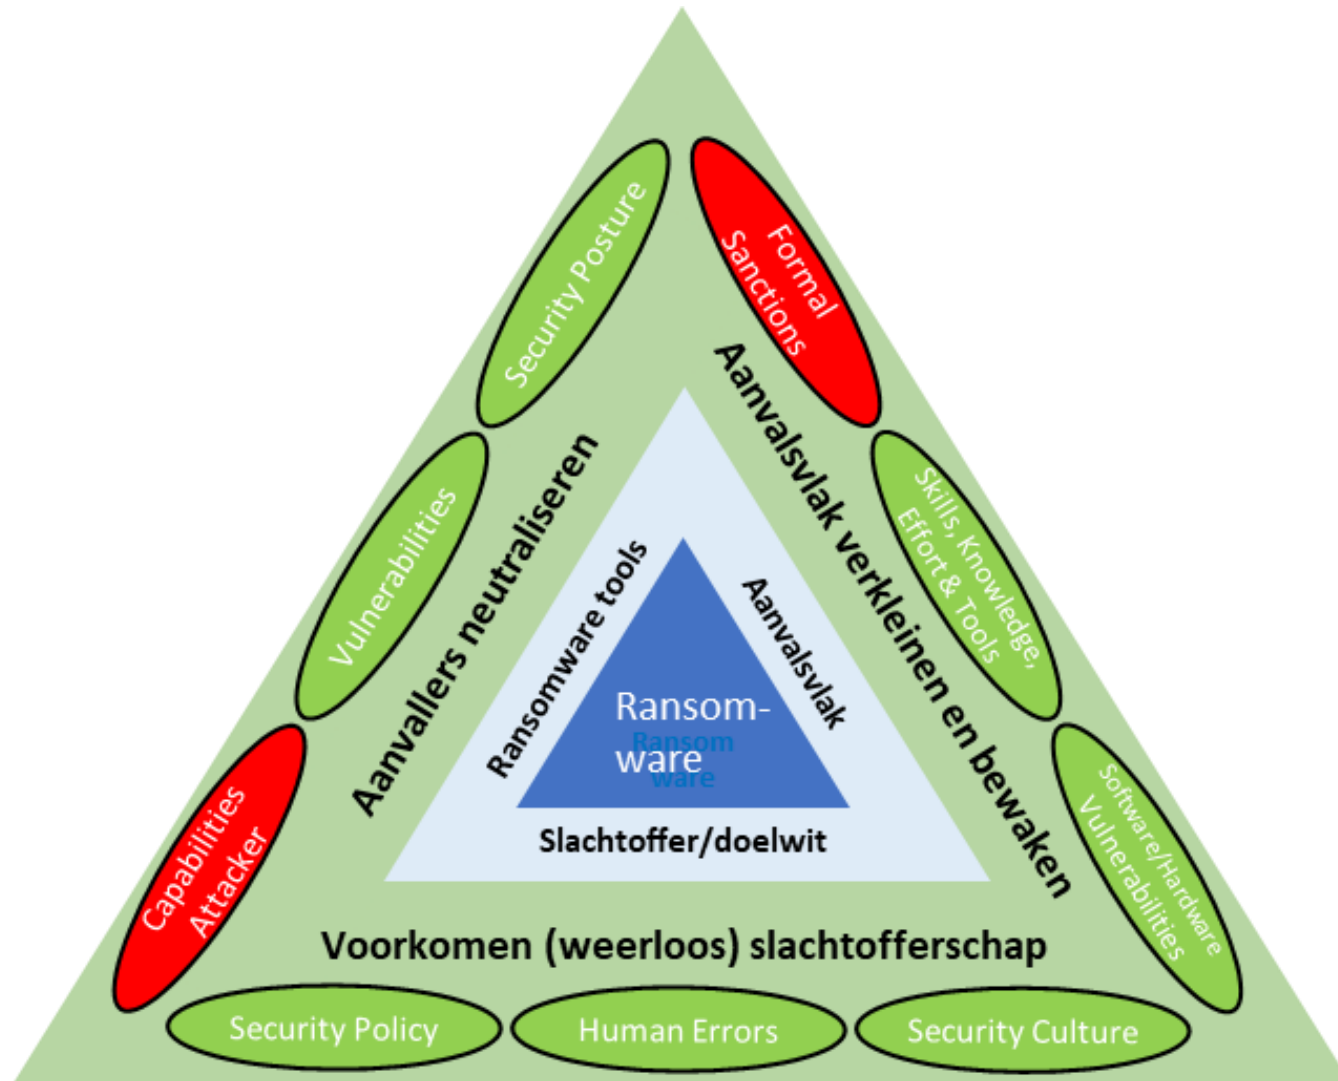 Security Posture
Formal
Sanctions
Vulnerabilities
Skills, Knowledge,
Effort & Tools
Capabilities
Attacker
Software/Hardware
Vulnerabilities
Aanvallers neutraliseren
Aanvalsvlak verkleinen en bewaken
Ransomware tools
Aanvalsvlak
Ransom-
ware
Ransom
ware
Slachtoffer/doelwit
Voorkomen (weerloos) slachtofferschap
Security Policy
Human Errors
Security Culture